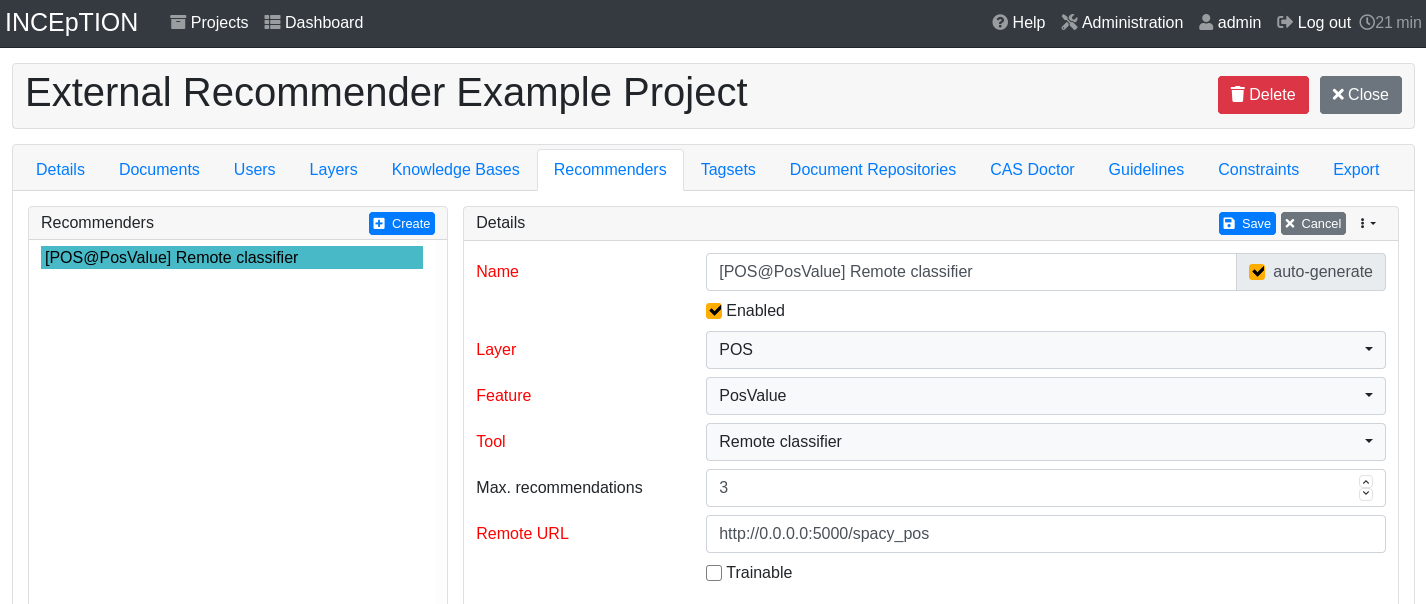 INCEpTION Projects Dashboard Help Administration admin Log out 21 min
External Recommender Example Project Delete Close
Details Documents Users Layers Knowledge Bases Recommenders Tagsets Document Repositories CAS Doctor Guidelines Constraints Export
Recommenders Create
[POS@PosValue] Remote classifier
Details Save Cancel
Name [POS@PosValue] Remote classifier auto-generate
Enabled
Layer POS
Feature PosValue
Tool Remote classifier
Max. recommendations 3
Remote URL http://0.0.0.0:5000/spacy_pos
Trainable